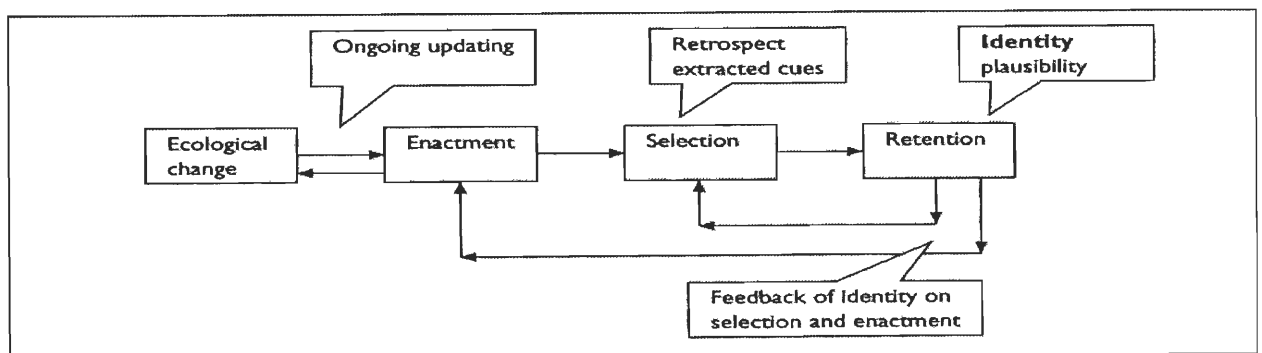 Ongoing updating
Retrospect
extracted cues
Identity
plausibility
Ecological
change
Enactment
Selection
Retention
Feedback of identity on
selection and enactment